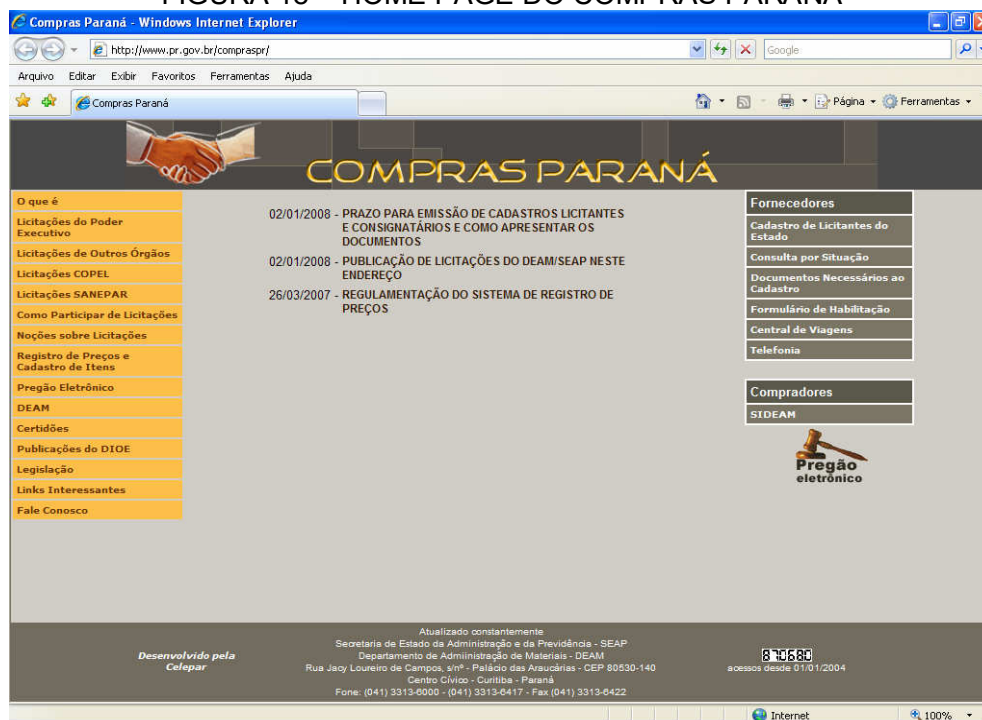 FIGURA 10 – HOME PAGE DO COMPRAS PARANÁ
Compras Paraná - Windows Internet Explorer
http://www.pr.gov.br/compraspr/
Google
Arquivo Editar Exibir Favoritos Ferramentas Ajuda
Compras Paraná
Página
Ferramentas
COMPRAS PARANÁ
O que é
Licitações do Poder
Executivo
Licitações de Outros Órgãos
Licitações COPEL
Licitações SANEPAR
Como Participar de Licitações
Noções sobre Licitações
Registro de Preços e
Cadastro de Itens
Pregão Eletrônico
DEAM
Certidões
Publicações do DIOE
Legislação
Links Interessantes
Fale Conosco
02/01/2008 - PRAZO PARA EMISSÃO DE CADASTROS LICITANTES
E CONSIGNATÁRIOS E COMO APRESENTAR OS
DOCUMENTOS
02/01/2008 - PUBLICAÇÃO DE LICITAÇÕES DO DEAM/SEAP NESTE
ENDEREÇO
26/03/2007 - REGULAMENTAÇÃO DO SISTEMA DE REGISTRO DE
PREÇOS
Fornecedores
Cadastro de Licitantes do
Estado
Consulta por Situação
Documentos Necessários ao
Cadastro
Formulário de Habilitação
Central de Viagens
Telefonia
Compradores
SIDEAM
Pregão
eletrônico
Desenvolvido pela
Celepar
Atualizado constantemente
Secretaria de Estado da Administração e da Previdência - SEAP
Departamento de Administração de Materiais - DEAM
Rua Jacy Loureiro de Campos, s/nº - Palácio das Araucárias - CEP 80530-140
Centro Cívico - Curitiba - Paraná
Fone: (041) 3313-6000 - (041) 3313-6417 - Fax (041) 3313-6422
870680
acessos desde 01/01/2004
Internet
100%